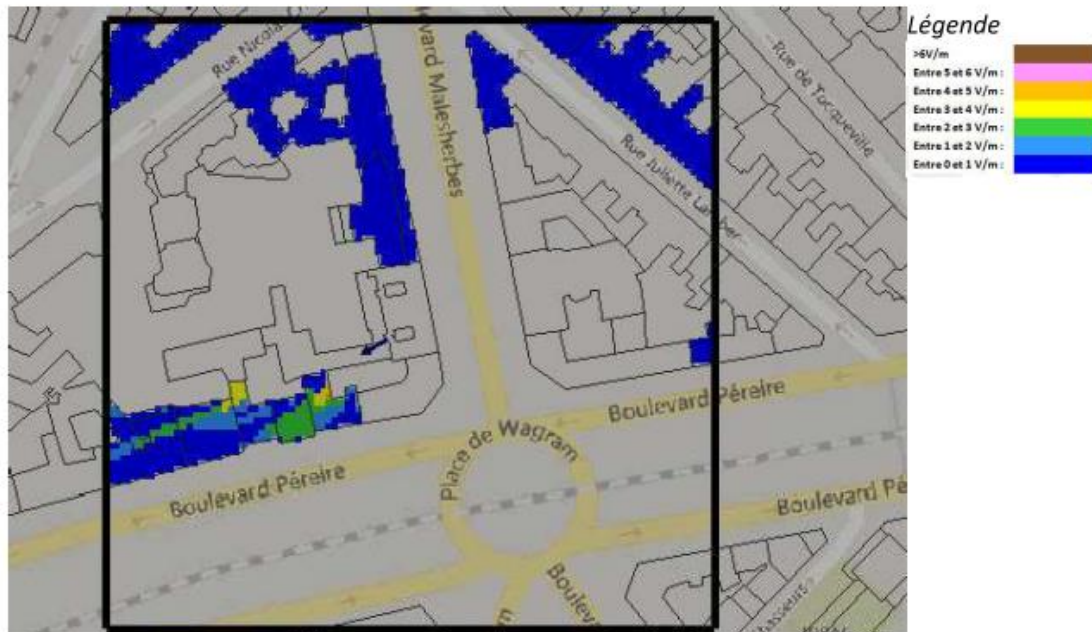 Légende
>6V/m
Entre 5 et 6 V/m :
Entre 4 et 5 V/m :
Entre 3 et 4 V/m :
Entre 2 et 3 V/m :
Entre 1 et 2 V/m :
Entre 0 et 1 V/m :
Rue Nicola
vard Malesherbes
Rue de Tocqueville
Rue Juliette Lamber
Boulevard Péreire
Place de Wagram
Boulevard Péreire
Boulevard Pé
Boulev